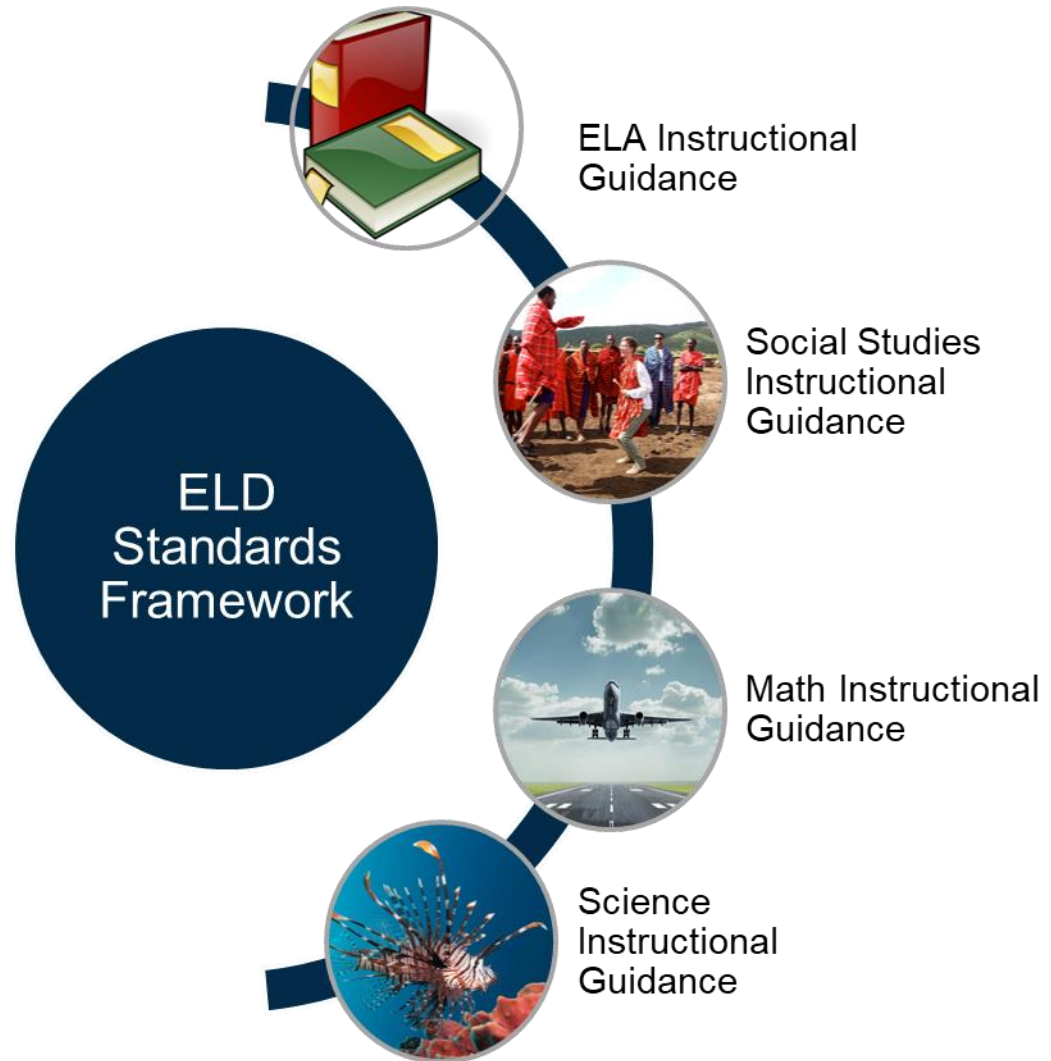 ELA Instructional
Guidance
Social Studies
Instructional
Guidance
ELD
Standards
Framework
Math Instructional
Guidance
Science
Instructional
Guidance